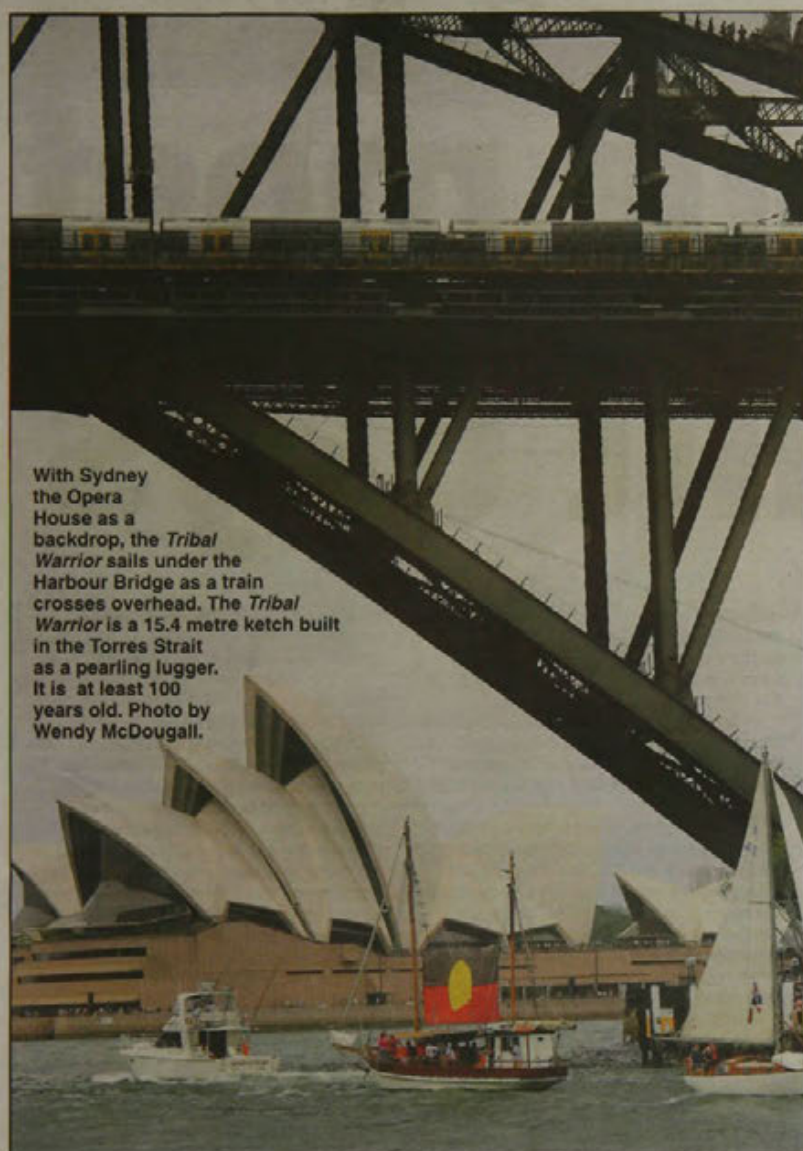 With Sydney
the Opera
House as a
backdrop, the Tribal
Warrior sails under the
Harbour Bridge as a train
crosses overhead. The Tribal
Warrior is a 15.4 metre ketch built
in the Torres Strait
as a pearling lugger.
It is at least 100
years old. Photo by
Wendy McDougall.